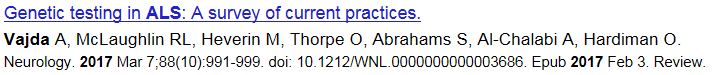 Genetic testing in ALS: A survey of current practices.
Vajda A, McLaughlin RL, Heverin M, Thorpe O, Abrahams S, Al-Chalabi A, Hardiman O.
Neurology. 2017 Mar 7;88(10):991-999. doi: 10.1212/WNL.0000000000003686. Epub 2017 Feb 3. Review.